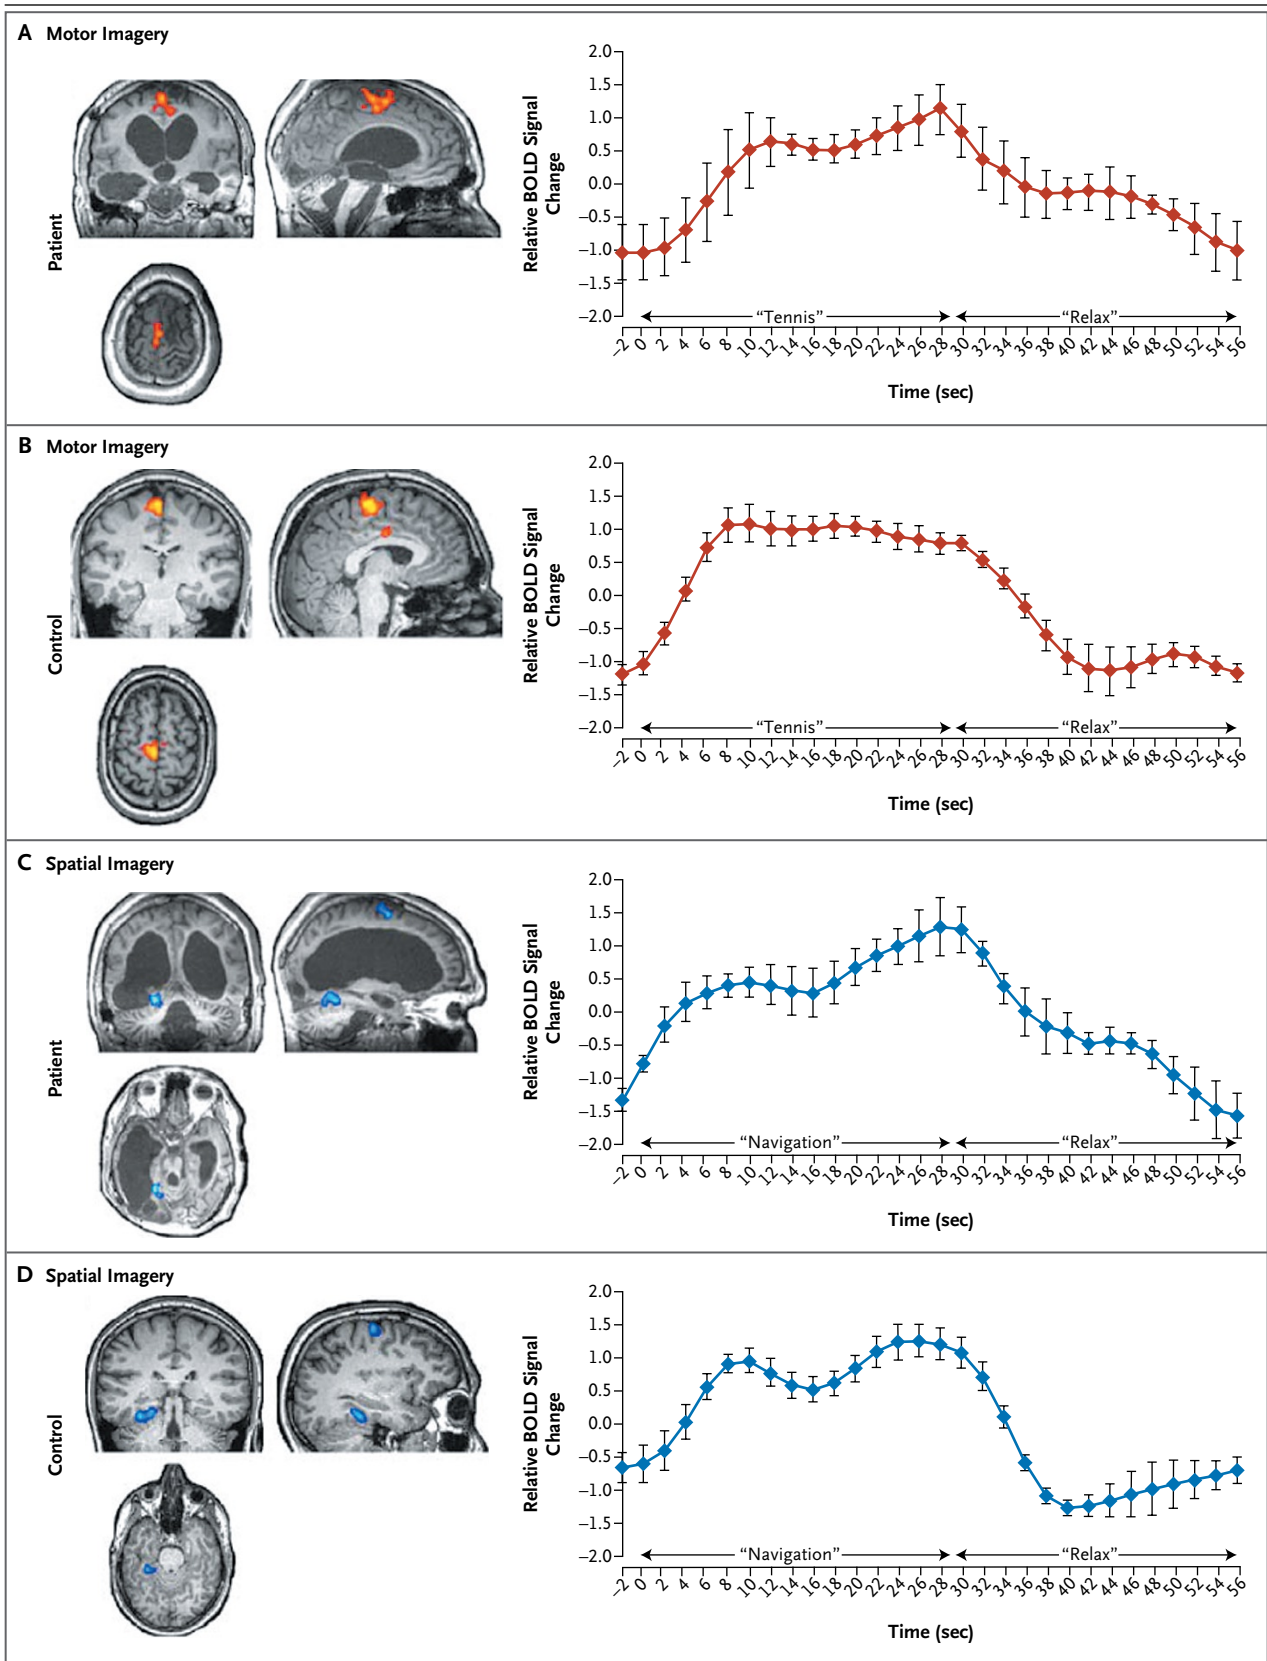 A Motor Imagery
Patient
Relative BOLD Signal
Change
2.0
1.5
1.0
0.5
0.0
−0.5
−1.0
−1.5
−2.0
“Tennis” “Relax”
−2 0 2 4 6 8 10 12 14 16 18 20 22 24 26 28 30 32 34 36 38 40 42 44 46 48 50 52 54 56
Time (sec)
B Motor Imagery
Control
Relative BOLD Signal
Change
2.0
1.5
1.0
0.5
0.0
−0.5
−1.0
−1.5
−2.0
“Tennis” “Relax”
−2 0 2 4 6 8 10 12 14 16 18 20 22 24 26 28 30 32 34 36 38 40 42 44 46 48 50 52 54 56
Time (sec)
C Spatial Imagery
Patient
Relative BOLD Signal
Change
2.0
1.5
1.0
0.5
0.0
−0.5
−1.0
−1.5
−2.0
“Navigation” “Relax”
−2 0 2 4 6 8 10 12 14 16 18 20 22 24 26 28 30 32 34 36 38 40 42 44 46 48 50 52 54 56
Time (sec)
D Spatial Imagery
Control
Relative BOLD Signal
Change
2.0
1.5
1.0
0.5
0.0
−0.5
−1.0
−1.5
−2.0
“Navigation” “Relax”
−2 0 2 4 6 8 10 12 14 16 18 20 22 24 26 28 30 32 34 36 38 40 42 44 46 48 50 52 54 56
Time (sec)